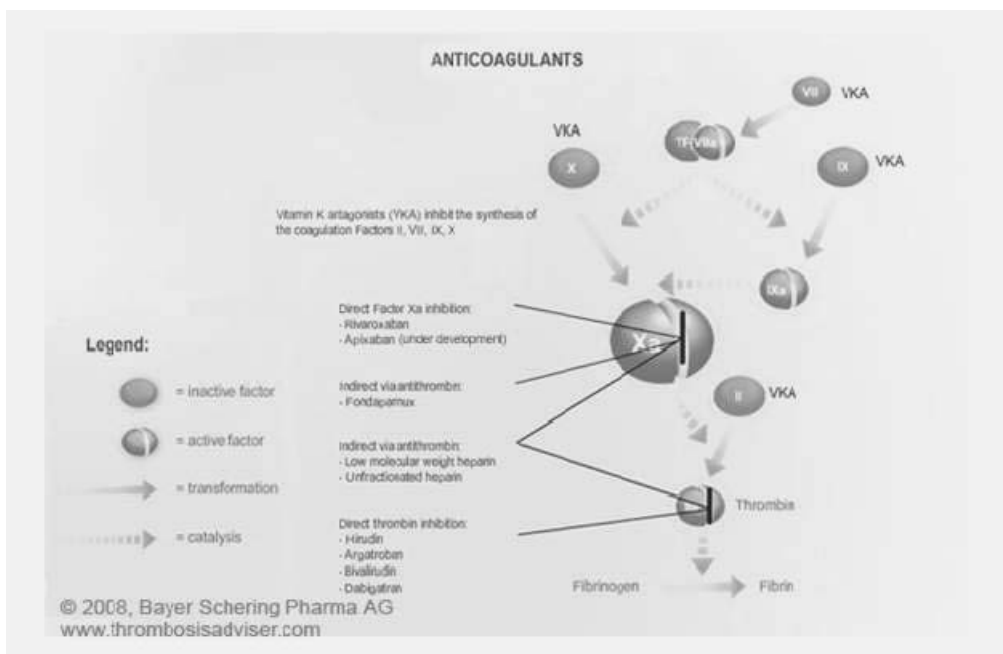 ANTICOAGULANTS
VII VKA
VKA
TF VIIa
X
IX VKA
Vitamin K antagonists (VKA) inhibit the synthesis of
the coagulation Factors II, VII, IX, X
IXa
Direct Factor Xa inhibition:
- Rivaroxaban
- Apixaban (under development)
Xa
Legend:
= inactive factor
Indirect via antithrombin:
- Fondaparinux
II VKA
= active factor
Indirect via antithrombin:
- Low molecular weight heparin
- Unfractionated heparin
= transformation
Thrombin
= catalysis
Direct thrombin inhibition:
- Hirudin
- Argatroban
- Bivalirudin
- Dabigatran
Fibrinogen Fibrin
© 2008, Bayer Schering Pharma AG
www.thrombosisadviser.com